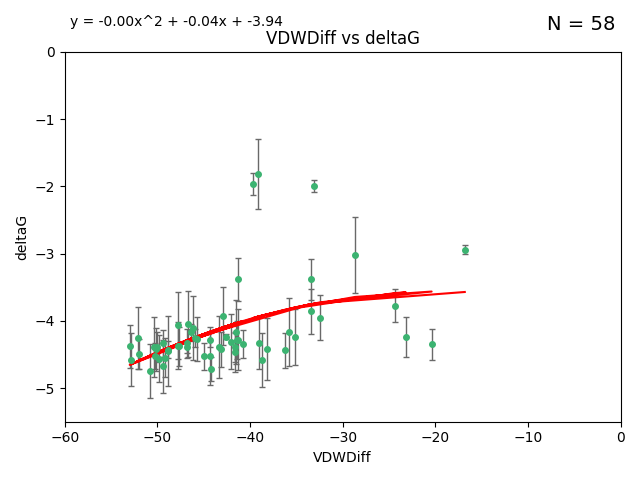 y = -0.00x^2 + -0.04x + -3.94
N = 58
VDWDiff vs deltaG
0
−1
−2
−3
−4
−5
deltaG
−60 −50 −40 −30 −20 −10 0
VDWDiff